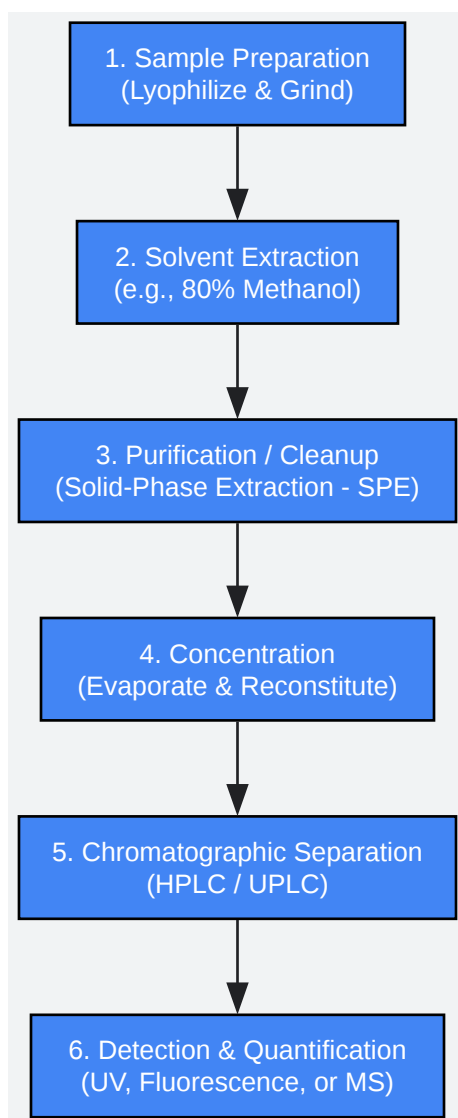 1. Sample Preparation
(Lyophilize & Grind)
2. Solvent Extraction
(e.g., 80% Methanol)
3. Purification / Cleanup
(Solid-Phase Extraction - SPE)
4. Concentration
(Evaporate & Reconstitute)
5. Chromatographic Separation
(HPLC / UPLC)
6. Detection & Quantification
(UV, Fluorescence, or MS)